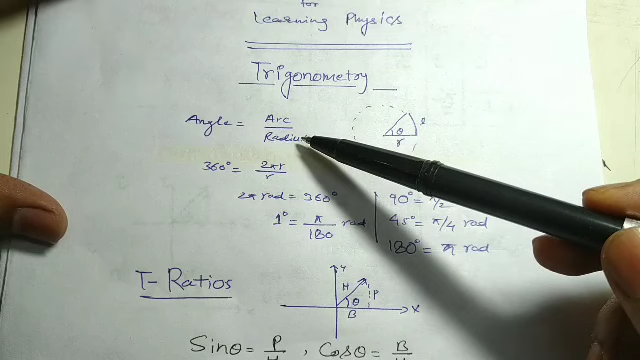 for
Learning Physics
Trigonometry
Angle = Arc / Radius
θ l r
360° = 2πr / r
2π rad = 360°
1° = π / 180 rad
90° = π/2
45° = π/4 rad
180° = π rad
T-Ratios
Y H P θ B X
Sinθ = P / H , Cosθ = B / H